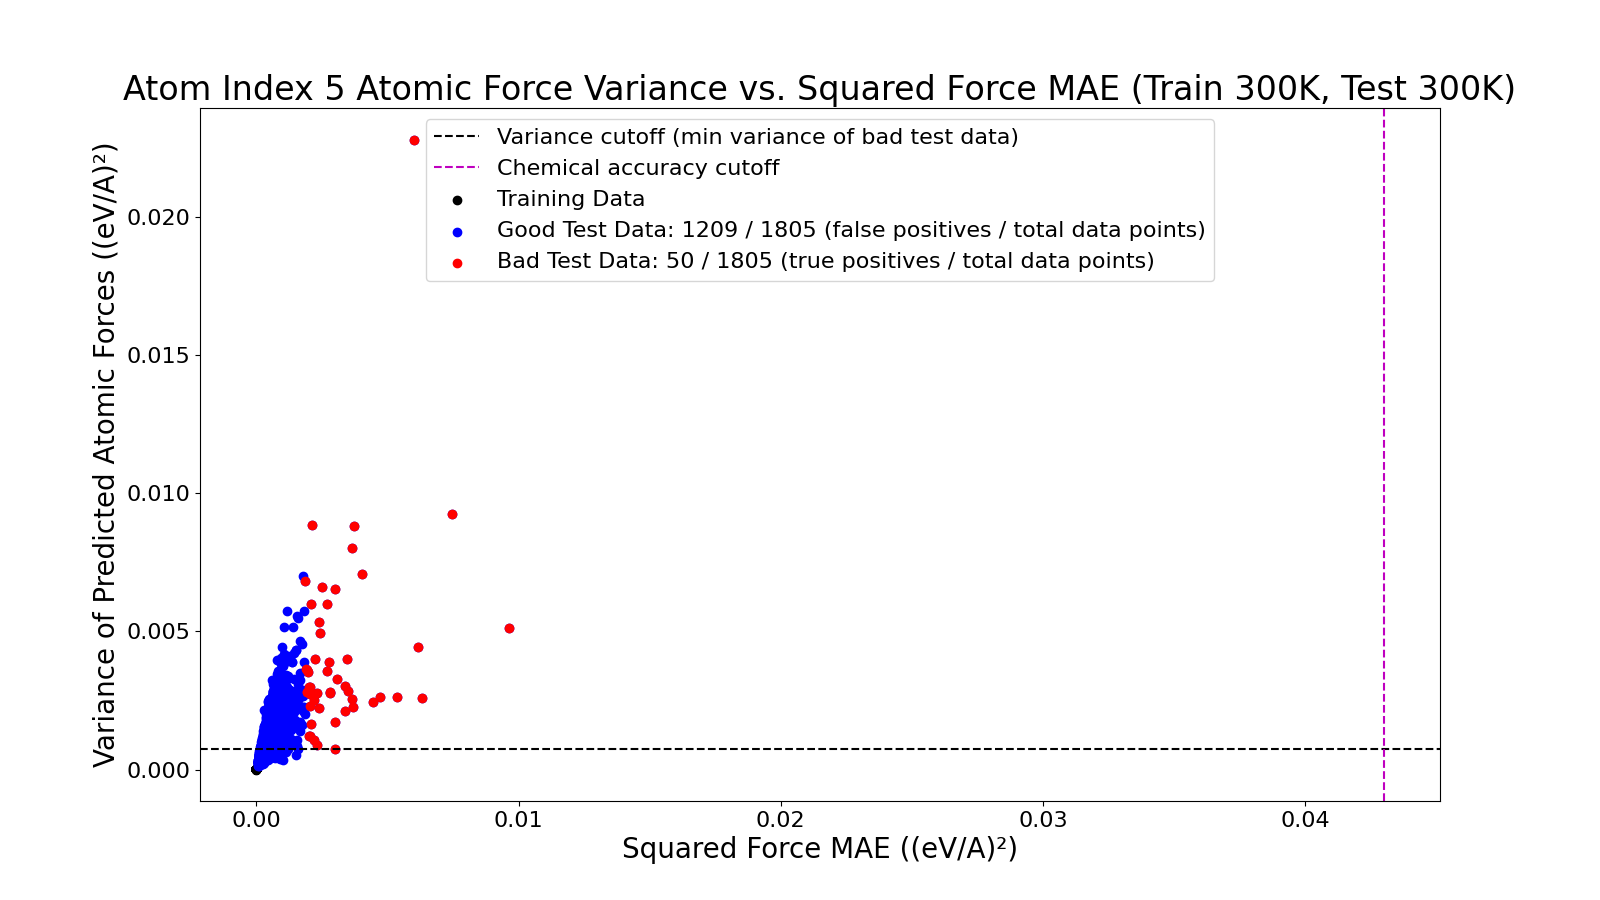 Atom Index 5 Atomic Force Variance vs. Squared Force MAE (Train 300K, Test 300K)
Variance cutoff (min variance of bad test data)
Chemical accuracy cutoff
Training Data
Good Test Data: 1209 / 1805 (false positives / total data points)
Bad Test Data: 50 / 1805 (true positives / total data points)
Variance of Predicted Atomic Forces ((eV/A)²)
0.020
0.015
0.010
0.005
0.000
0.00 0.01 0.02 0.03 0.04
Squared Force MAE ((eV/A)²)